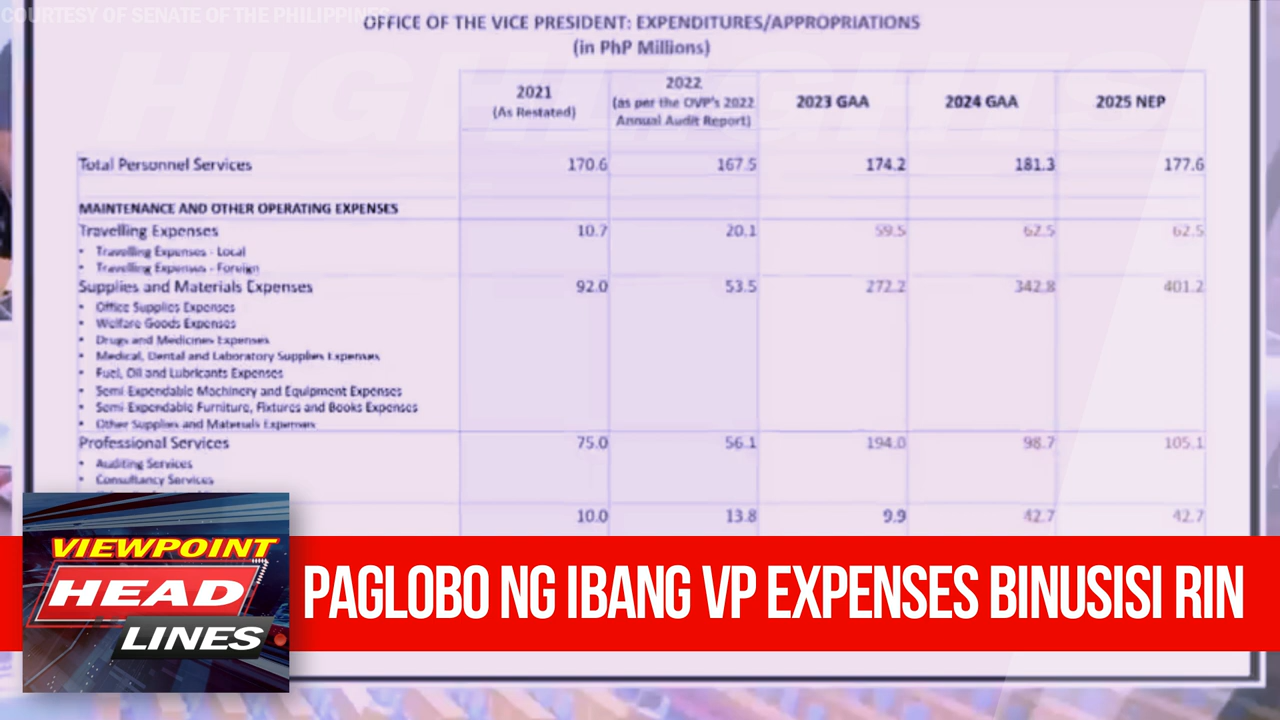 COURTESY OF SENATE OF THE PHILIPPINES
OFFICE OF THE VICE PRESIDENT: EXPENDITURES/APPROPRIATIONS
(in PhP Millions)
HIGHLIGHTS
2021 (As Restated) 2022 (as per the OVP's 2022 Annual Audit Report) 2023 GAA 2024 GAA 2025 NEP
Total Personnel Services 170.6 167.5 174.2 181.3 177.6
MAINTENANCE AND OTHER OPERATING EXPENSES
Travelling Expenses 10.7 20.1 59.5 62.5 62.5
• Travelling Expenses - Local
• Travelling Expenses - Foreign
Supplies and Materials Expenses 92.0 53.5 272.2 342.8 401.2
• Office Supplies Expenses
• Welfare Goods Expenses
• Drugs and Medicines Expenses
• Medical, Dental and Laboratory Supplies Expenses
• Fuel, Oil and Lubricants Expenses
• Semi-Expendable Machinery and Equipment Expenses
• Semi-Expendable Furniture, Fixtures and Books Expenses
• Other Supplies and Materials Expenses
Professional Services 75.0 56.1 194.0 98.7 105.1
• Auditing Services
• Consultancy Services
10.0 13.8 9.9 42.7 42.7
VIEWPOINT
HEAD
LINES
PAGLOBO NG IBANG VP EXPENSES BINUSISI RIN